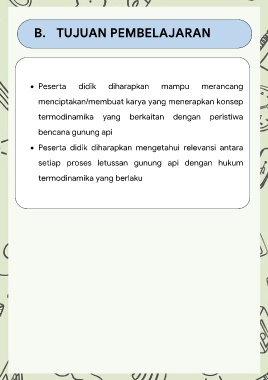 B. TUJUAN PEMBELAJARAN
• Peserta didik diharapkan mampu merancang
menciptakan/membuat karya yang menerapkan konsep
termodinamika yang berkaitan dengan peristiwa
bencana gunung api
• Peserta didik diharapkan mengetahui relevansi antara
setiap proses letussan gunung api dengan hukum
termodinamika yang berlaku